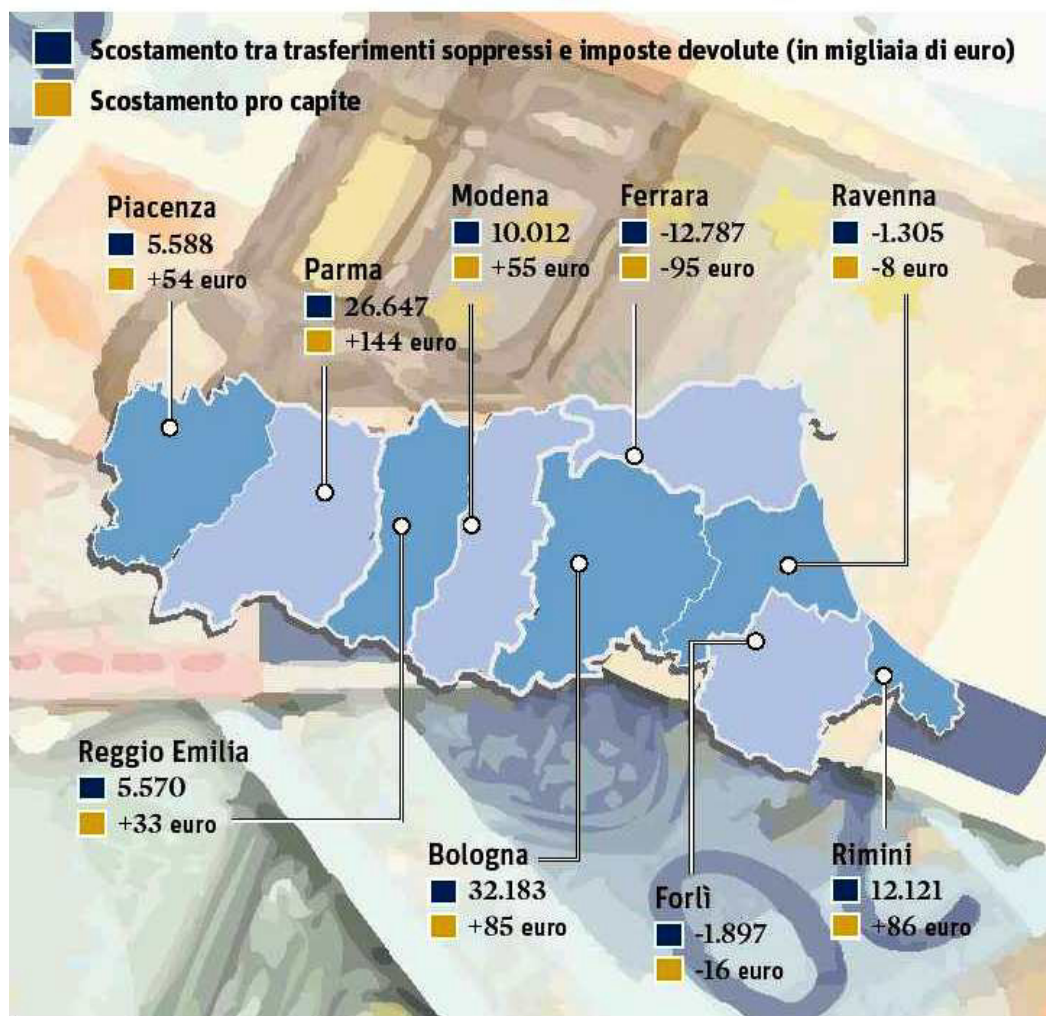 Scostamento tra trasferimenti soppressi e imposte devolute (in migliaia di euro)
Scostamento pro capite
Piacenza
5.588
+54 euro
Parma
26.647
+144 euro
Modena
10.012
+55 euro
Ferrara
-12.787
-95 euro
Ravenna
-1.305
-8 euro
Reggio Emilia
5.570
+33 euro
Bologna
32.183
+85 euro
Forlì
-1.897
-16 euro
Rimini
12.121
+86 euro